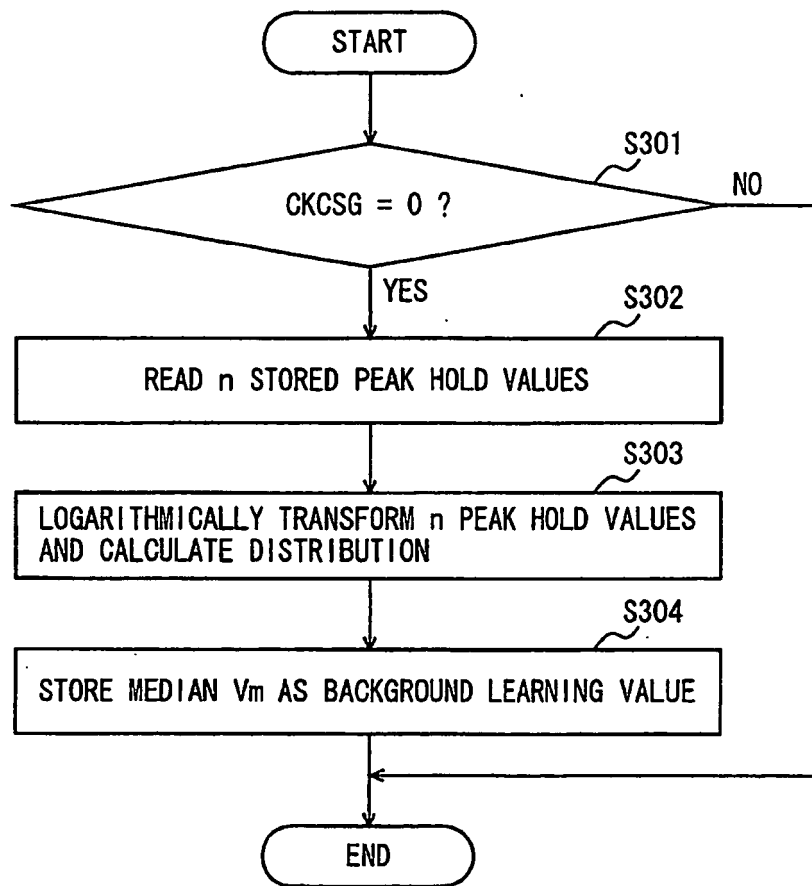 START
S301
CKCSG = 0 ?
NO
YES
S302
READ n STORED PEAK HOLD VALUES
S303
LOGARITHMICALLY TRANSFORM n PEAK HOLD VALUES
AND CALCULATE DISTRIBUTION
S304
STORE MEDIAN Vm AS BACKGROUND LEARNING VALUE
END